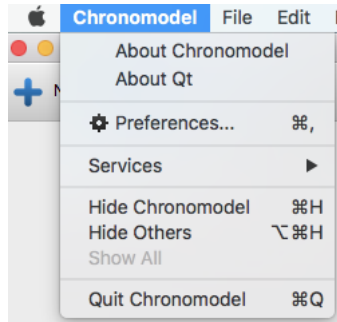 Chronomodel File Edit
About Chronomodel
About Qt
Preferences... ⌘,
Services ▶
Hide Chronomodel ⌘H
Hide Others ⌥⌘H
Show All
Quit Chronomodel ⌘Q